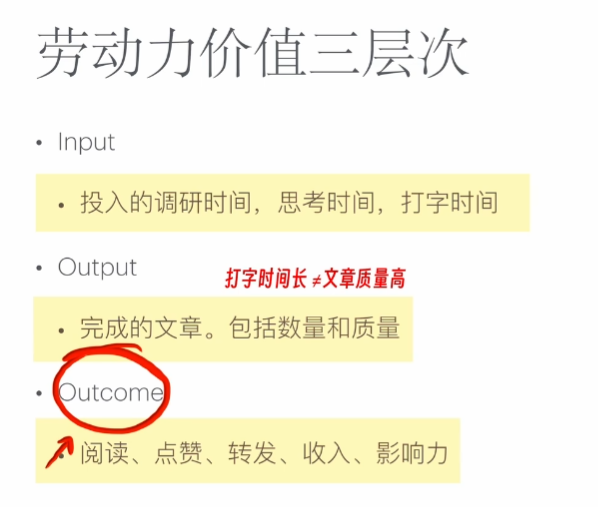 劳动力价值三层次
• Input
• 投入的调研时间，思考时间，打字时间
• Output
打字时间长 ≠文章质量高
• 完成的文章。包括数量和质量
• Outcome
• 阅读、点赞、转发、收入、影响力